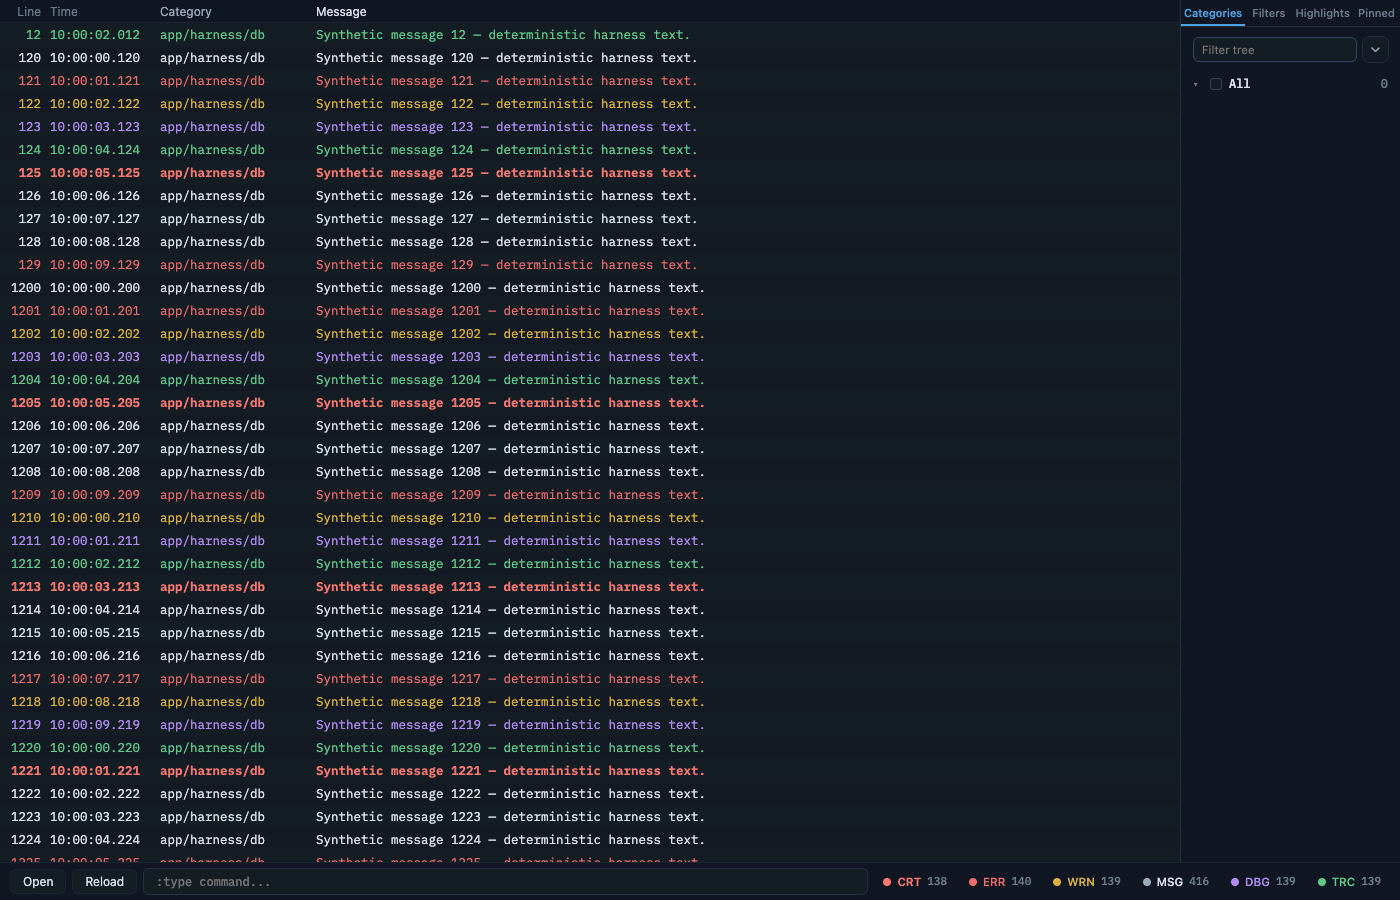 Line Time Category Message
12 10:00:02.012 app/harness/db Synthetic message 12 — deterministic harness text.
120 10:00:00.120 app/harness/db Synthetic message 120 — deterministic harness text.
121 10:00:01.121 app/harness/db Synthetic message 121 — deterministic harness text.
122 10:00:02.122 app/harness/db Synthetic message 122 — deterministic harness text.
123 10:00:03.123 app/harness/db Synthetic message 123 — deterministic harness text.
124 10:00:04.124 app/harness/db Synthetic message 124 — deterministic harness text.
125 10:00:05.125 app/harness/db Synthetic message 125 — deterministic harness text.
126 10:00:06.126 app/harness/db Synthetic message 126 — deterministic harness text.
127 10:00:07.127 app/harness/db Synthetic message 127 — deterministic harness text.
128 10:00:08.128 app/harness/db Synthetic message 128 — deterministic harness text.
129 10:00:09.129 app/harness/db Synthetic message 129 — deterministic harness text.
1200 10:00:00.200 app/harness/db Synthetic message 1200 — deterministic harness text.
1201 10:00:01.201 app/harness/db Synthetic message 1201 — deterministic harness text.
1202 10:00:02.202 app/harness/db Synthetic message 1202 — deterministic harness text.
1203 10:00:03.203 app/harness/db Synthetic message 1203 — deterministic harness text.
1204 10:00:04.204 app/harness/db Synthetic message 1204 — deterministic harness text.
1205 10:00:05.205 app/harness/db Synthetic message 1205 — deterministic harness text.
1206 10:00:06.206 app/harness/db Synthetic message 1206 — deterministic harness text.
1207 10:00:07.207 app/harness/db Synthetic message 1207 — deterministic harness text.
1208 10:00:08.208 app/harness/db Synthetic message 1208 — deterministic harness text.
1209 10:00:09.209 app/harness/db Synthetic message 1209 — deterministic harness text.
1210 10:00:00.210 app/harness/db Synthetic message 1210 — deterministic harness text.
1211 10:00:01.211 app/harness/db Synthetic message 1211 — deterministic harness text.
1212 10:00:02.212 app/harness/db Synthetic message 1212 — deterministic harness text.
1213 10:00:03.213 app/harness/db Synthetic message 1213 — deterministic harness text.
1214 10:00:04.214 app/harness/db Synthetic message 1214 — deterministic harness text.
1215 10:00:05.215 app/harness/db Synthetic message 1215 — deterministic harness text.
1216 10:00:06.216 app/harness/db Synthetic message 1216 — deterministic harness text.
1217 10:00:07.217 app/harness/db Synthetic message 1217 — deterministic harness text.
1218 10:00:08.218 app/harness/db Synthetic message 1218 — deterministic harness text.
1219 10:00:09.219 app/harness/db Synthetic message 1219 — deterministic harness text.
1220 10:00:00.220 app/harness/db Synthetic message 1220 — deterministic harness text.
1221 10:00:01.221 app/harness/db Synthetic message 1221 — deterministic harness text.
1222 10:00:02.222 app/harness/db Synthetic message 1222 — deterministic harness text.
1223 10:00:03.223 app/harness/db Synthetic message 1223 — deterministic harness text.
1224 10:00:04.224 app/harness/db Synthetic message 1224 — deterministic harness text.
1225 10:00:05.225 app/harness/db Synthetic message 1225 — deterministic harness text.
Categories Filters Highlights Pinned
Filter tree
All 0
Open Reload :type command... CRT 138 ERR 140 WRN 139 MSG 416 DBG 139 TRC 139